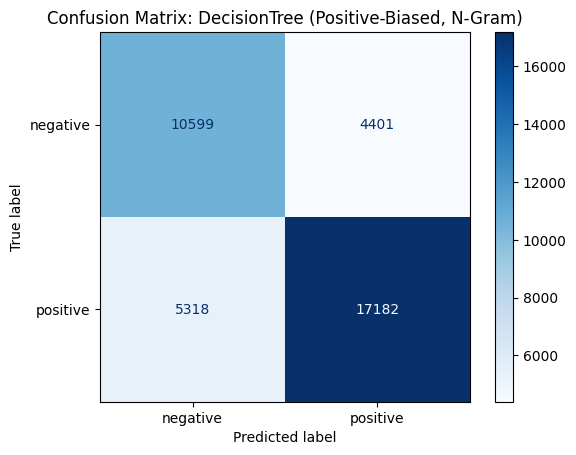 Confusion Matrix: DecisionTree (Positive-Biased, N-Gram)
negative
10599
4401
positive
5318
17182
negative
positive
Predicted label
True label
16000
14000
12000
10000
8000
6000